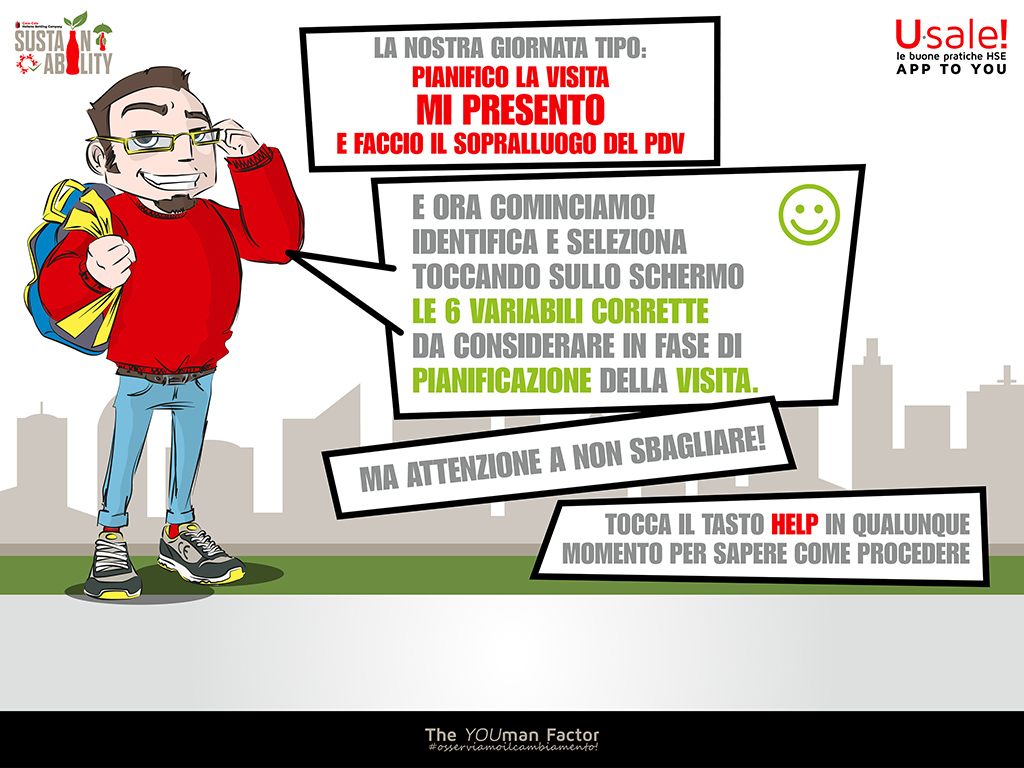 Coca-Cola
Hellenic Bottling Company
SUSTAIN
ABILITY
LA NOSTRA GIORNATA TIPO:
PIANIFICO LA VISITA
MI PRESENTO
E FACCIO IL SOPRALLUOGO DEL PDV
U·sale!
le buone pratiche HSE
APP TO YOU
E ORA COMINCIAMO!
IDENTIFICA E SELEZIONA
TOCCANDO SULLO SCHERMO
LE 6 VARIABILI CORRETTE
DA CONSIDERARE IN FASE DI
PIANIFICAZIONE DELLA VISITA.
MA ATTENZIONE A NON SBAGLIARE!
TOCCA IL TASTO HELP IN QUALUNQUE
MOMENTO PER SAPERE COME PROCEDERE
The YOUman Factor
#osserviamoilcambiamento!